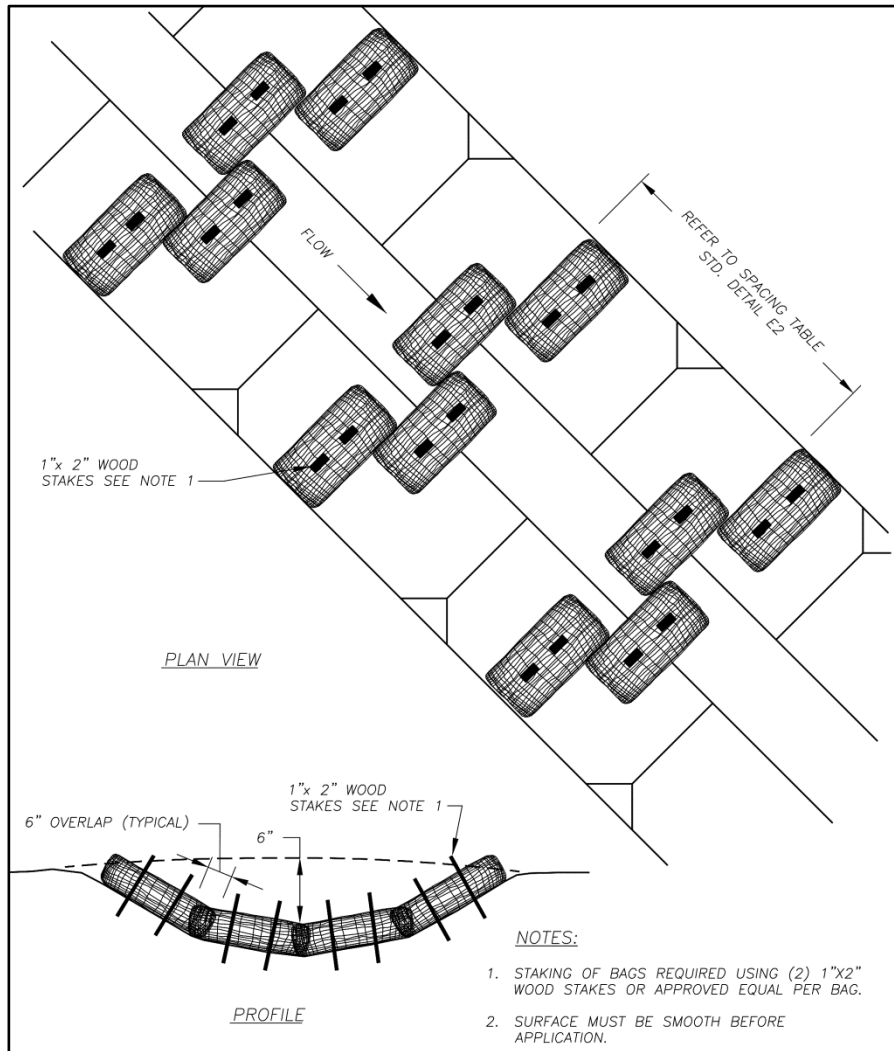 FLOW
REFER TO SPACING TABLE
STD. DETAIL E2
1"x 2" WOOD
STAKES SEE NOTE 1
PLAN VIEW
1"x 2" WOOD
STAKES SEE NOTE 1
6" OVERLAP (TYPICAL)
6"
PROFILE
NOTES:
1. STAKING OF BAGS REQUIRED USING (2) 1"X2"
WOOD STAKES OR APPROVED EQUAL PER BAG.
2. SURFACE MUST BE SMOOTH BEFORE
APPLICATION.